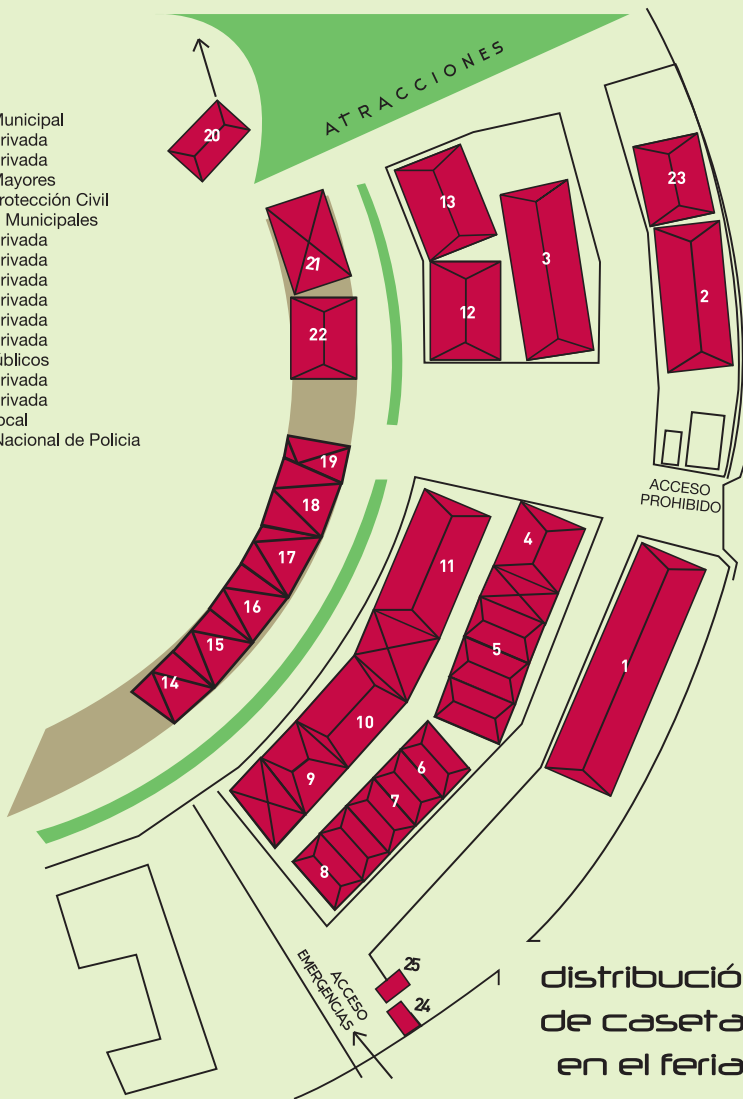 Municipal
rivada
rivada
Mayores
rotección Civil
Municipales
rivada
rivada
rivada
rivada
rivada
rivada
úblicos
rivada
rivada
ocal
Nacional de Policia
ATRACCIONES
20
13
23
3
21
2
12
22
19
18
ACCESO
PROHIBIDO
4
11
17
16
5
15
1
14
10
6
9
7
8
ACCESO
EMERGENCIAS
25
24
distribució
de caseta
en el feria